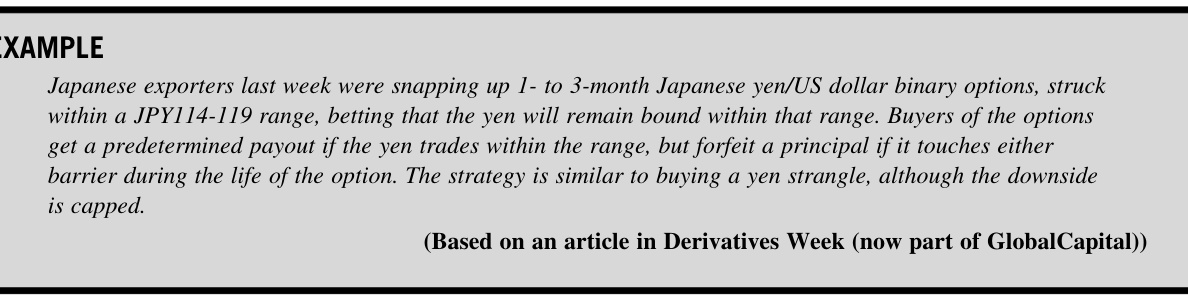 EXAMPLE
Japanese exporters last week were snapping up 1- to 3-month Japanese yen/US dollar binary options, struck
within a JPY114-119 range, betting that the yen will remain bound within that range. Buyers of the options
get a predetermined payout if the yen trades within the range, but forfeit a principal if it touches either
barrier during the life of the option. The strategy is similar to buying a yen strangle, although the downside
is capped.
(Based on an article in Derivatives Week (now part of GlobalCapital))